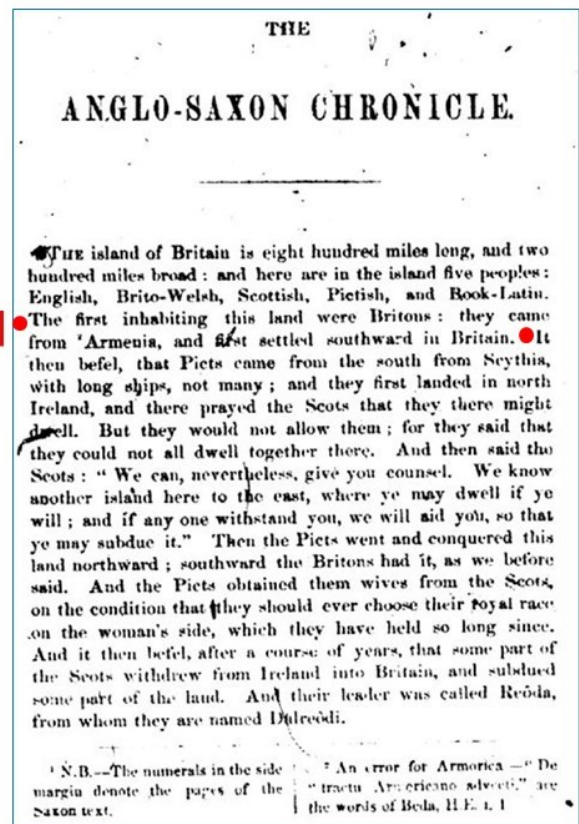 THE
ANGLO-SAXON CHRONICLE.
THE island of Britain is eight hundred miles long, and two
hundred miles broad : and here are in the island five peoples :
English, Brito-Welsh, Scottish, Pictish, and Book-Latin.
The first inhabiting this land were Britons : they came
from ²Armenia, and first settled southward in Britain. It
then befel, that Picts came from the south from Scythia,
with long ships, not many ; and they first landed in north
Ireland, and there prayed the Scots that they there might
dwell. But they would not allow them ; for they said that
they could not all dwell together there. And then said the
Scots : “ We can, nevertheless, give you counsel. We know
another island here to the east, where ye may dwell if ye
will ; and if any one withstand you, we will aid you, so that
ye may subdue it.” Then the Picts went and conquered this
land northward ; southward the Britons had it, as we before
said. And the Picts obtained them wives from the Scots,
on the condition that they should ever choose their royal race
on the woman's side, which they have held so long since.
And it then befel, after a course of years, that some part of
the Scots withdrew from Ireland into Britain, and subdued
some part of the land. And their leader was called Reóda,
from whom they are named Dalreódi.
¹ N.B.—The numerals in the side
margin denote the pages of the
Saxon text.
² An error for Armorica —“ De
“ tractu Armoricano advecti,” are
the words of Beda, H.E. i. 1